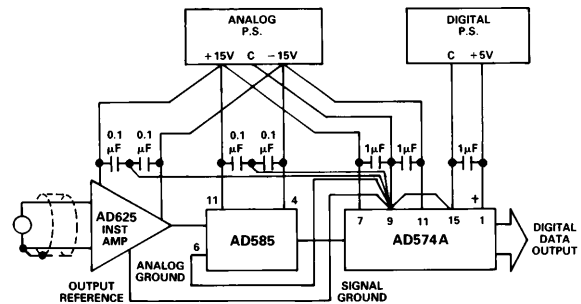 ANALOG
P.S.
+15V C −15V
DIGITAL
P.S.
C +5V
0.1
μF
0.1
μF
0.1
μF
0.1
μF
1μF
1μF
1μF
+
AD625
INST
AMP
11
4
6
AD585
7 9 11 15 1
AD574A
DIGITAL
DATA
OUTPUT
ANALOG
GROUND
OUTPUT
REFERENCE
SIGNAL
GROUND